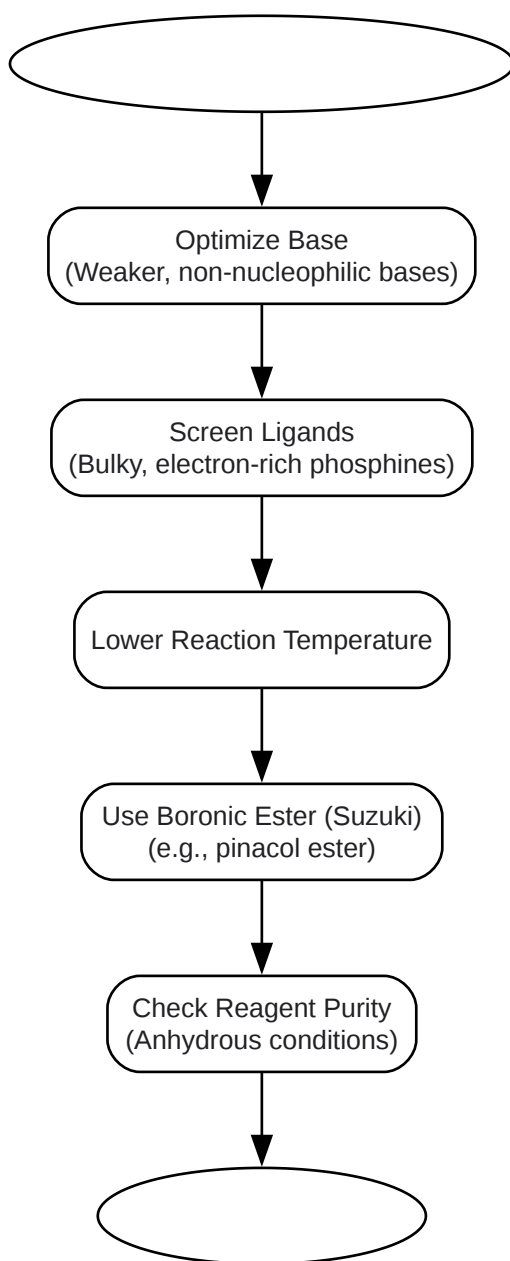 Optimize Base
(Weaker, non-nucleophilic bases)
Screen Ligands
(Bulky, electron-rich phosphines)
Lower Reaction Temperature
Use Boronic Ester (Suzuki)
(e.g., pinacol ester)
Check Reagent Purity
(Anhydrous conditions)